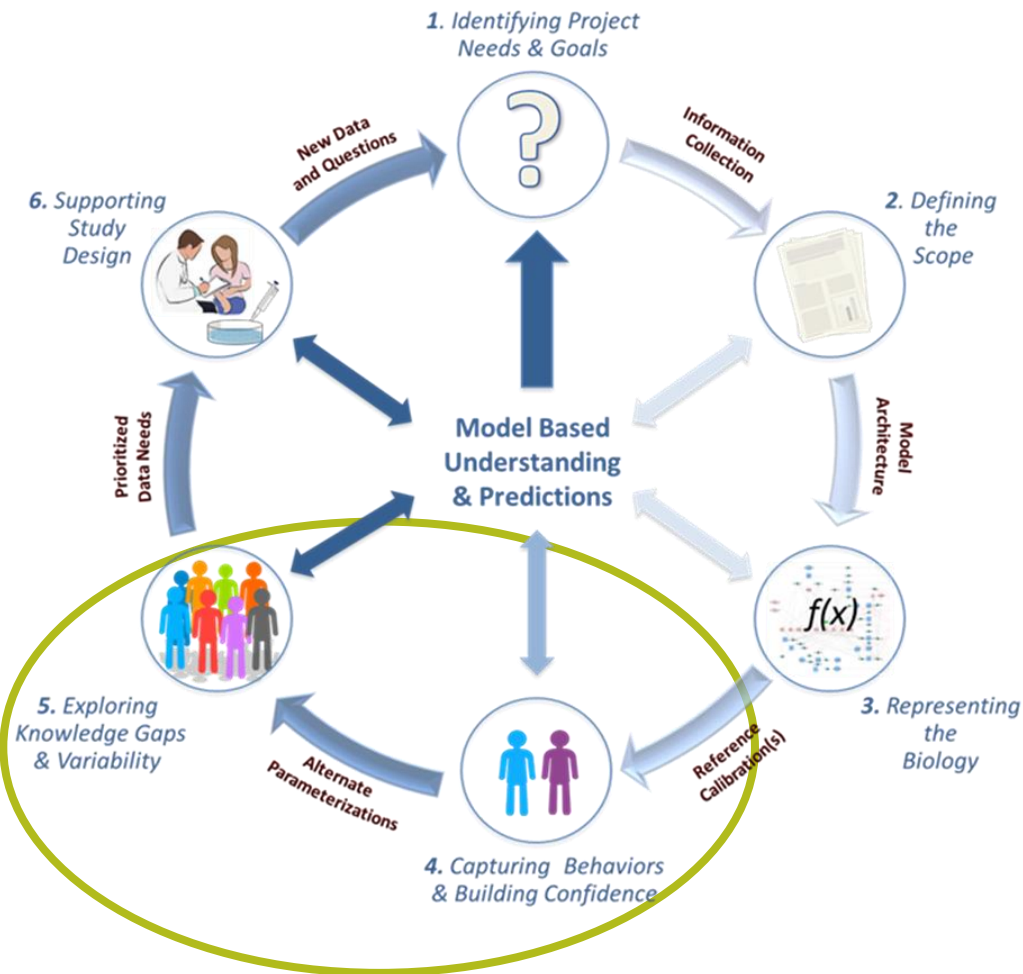 1. Identifying Project
Needs & Goals
Information
Collection
2. Defining
the
Scope
Model
Architecture
f(x)
3. Representing
the
Biology
Reference
Calibration(s)
4. Capturing Behaviors
& Building Confidence
Alternate
Parameterizations
5. Exploring
Knowledge Gaps
& Variability
Prioritized
Data Needs
6. Supporting
Study
Design
New Data
and Questions
?
Model Based
Understanding
& Predictions